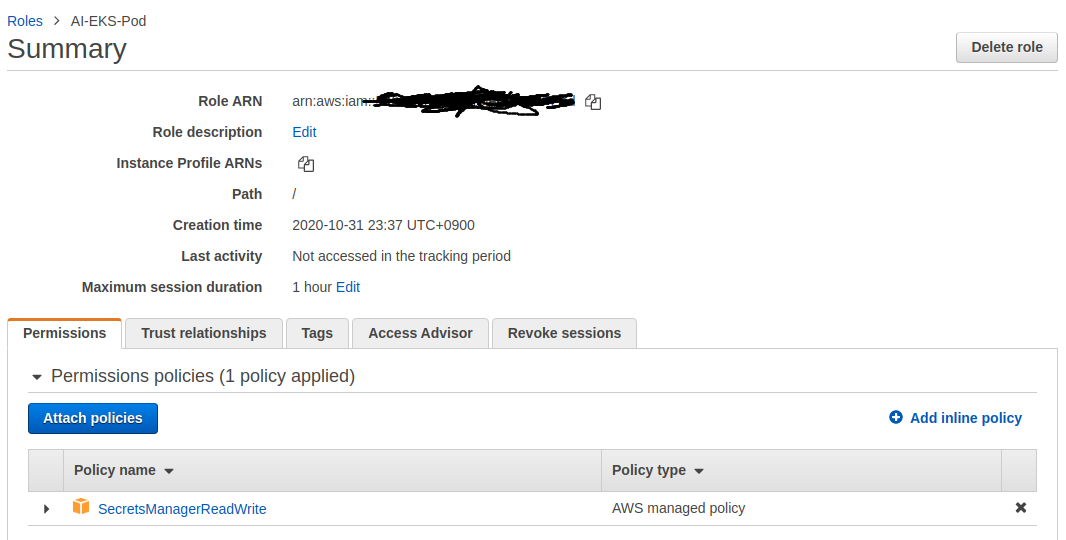 Roles > AI-EKS-Pod
Summary
Delete role
Role ARN arn:aws:iam::
Role description Edit
Instance Profile ARNs
Path /
Creation time 2020-10-31 23:37 UTC+0900
Last activity Not accessed in the tracking period
Maximum session duration 1 hour Edit
Permissions Trust relationships Tags Access Advisor Revoke sessions
Permissions policies (1 policy applied)
Attach policies Add inline policy
Policy name Policy type
SecretsManagerReadWrite AWS managed policy